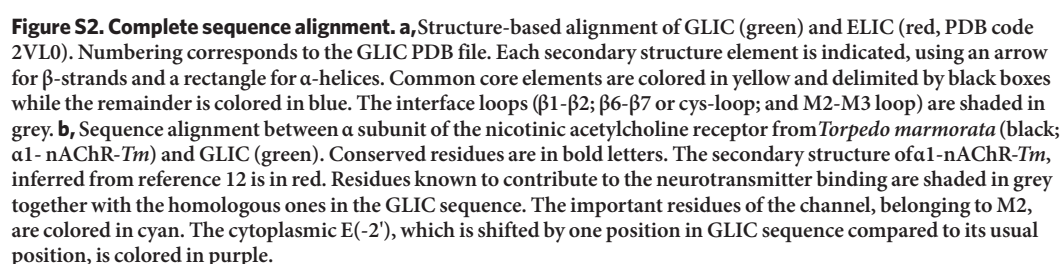 Figure S2. Complete sequence alignment. a, Structure-based alignment of GLIC (green) and ELIC (red, PDB code
2VL0). Numbering corresponds to the GLIC PDB file. Each secondary structure element is indicated, using an arrow
for β-strands and a rectangle for α-helices. Common core elements are colored in yellow and delimited by black boxes
while the remainder is colored in blue. The interface loops (β1-β2; β6-β7 or cys-loop; and M2-M3 loop) are shaded in
grey. b, Sequence alignment between α subunit of the nicotinic acetylcholine receptor from Torpedo marmorata (black;
α1- nAChR-Tm) and GLIC (green). Conserved residues are in bold letters. The secondary structure of α1-nAChR-Tm,
inferred from reference 12 is in red. Residues known to contribute to the neurotransmitter binding are shaded in grey
together with the homologous ones in the GLIC sequence. The important residues of the channel, belonging to M2,
are colored in cyan. The cytoplasmic E(-2'), which is shifted by one position in GLIC sequence compared to its usual
position, is colored in purple.